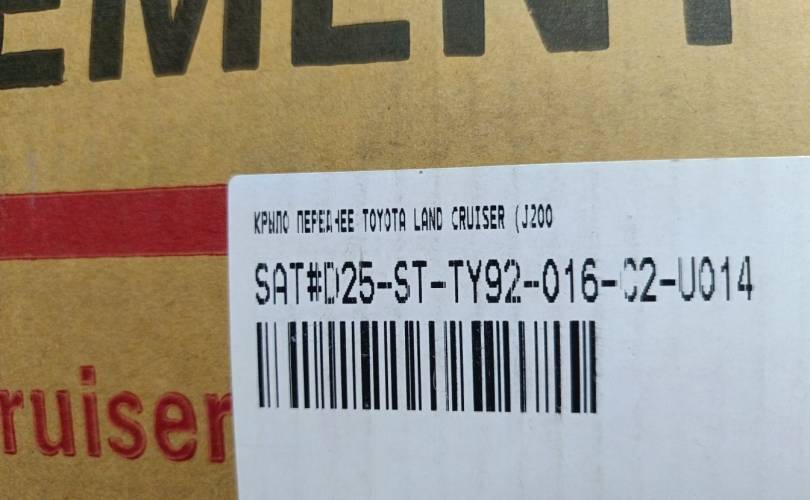 EMENT
КРЫЛО ПЕРЕДНЕЕ TOYOTA LAND CRUISER (J200
SAT#D25-ST-TY92-016-C2-U014
ruiser